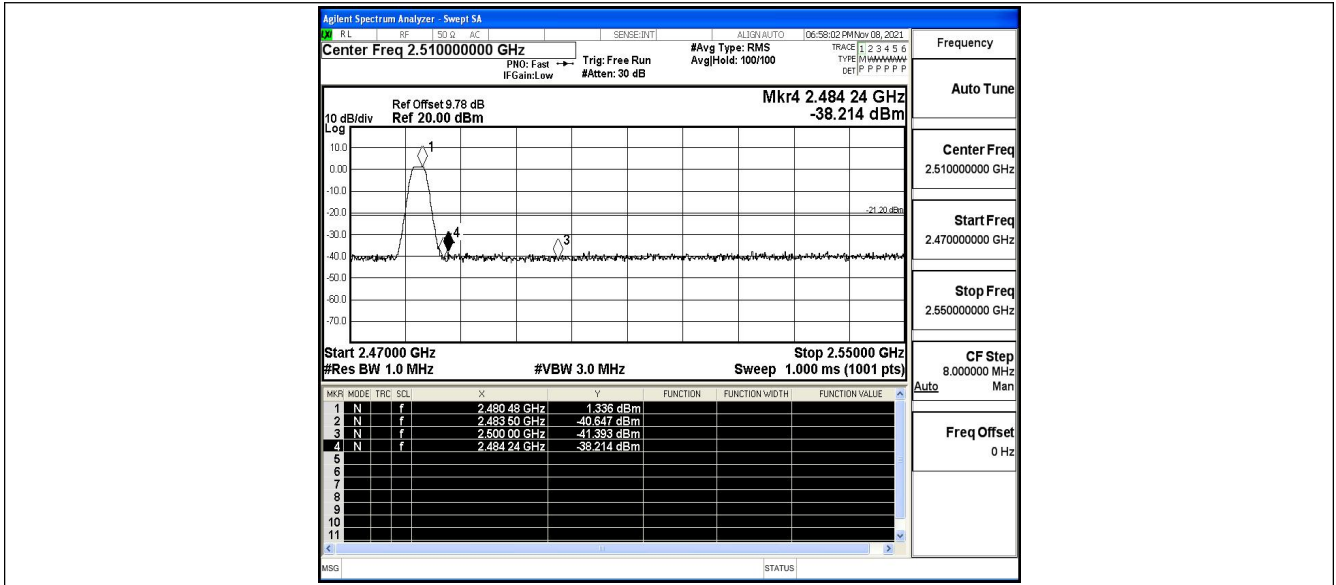 Agilent Spectrum Analyzer - Swept SA
RL RF 50 Ω AC SENSE:INT ALIGN AUTO 06:58:02 PM Nov 08, 2021
Center Freq 2.510000000 GHz
PNO: Fast
IFGain:Low
Trig: Free Run
#Atten: 30 dB
#Avg Type: RMS
Avg|Hold: 100/100
TRACE 1 2 3 4 5 6
TYPE M
DET P P P P P P
Ref Offset 9.78 dB
10 dB/div Ref 20.00 dBm
Log
Mkr4 2.484 24 GHz
-38.214 dBm
10.0
0.00
-10.0
-20.0
-30.0
-40.0
-50.0
-60.0
-70.0
1
4
3
-21.20 dBm
Start 2.47000 GHz Stop 2.55000 GHz
#Res BW 1.0 MHz #VBW 3.0 MHz Sweep 1.000 ms (1001 pts)
MKR MODE TRC SCL X Y FUNCTION FUNCTION WIDTH FUNCTION VALUE
1 N f 2.480 48 GHz 1.336 dBm
2 N f 2.483 50 GHz -40.647 dBm
3 N f 2.500 00 GHz -41.393 dBm
4 N f 2.484 24 GHz -38.214 dBm
5
6
7
8
9
10
11
MSG STATUS
Frequency
Auto Tune
Center Freq
2.510000000 GHz
Start Freq
2.470000000 GHz
Stop Freq
2.550000000 GHz
CF Step
8.000000 MHz
Auto Man
Freq Offset
0 Hz